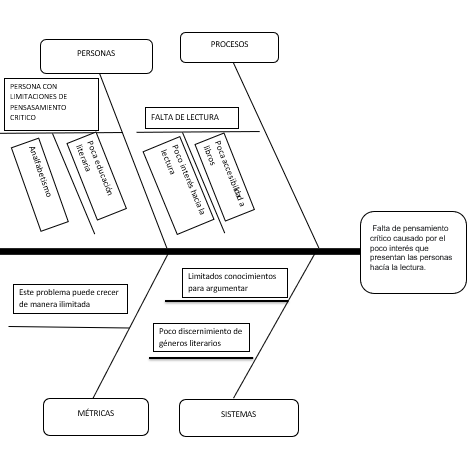 PERSONAS
PROCESOS
PERSONA CON
LIMITACIONES DE
PENSASAMIENTO
CRITICO
FALTA DE LECTURA
Analfabetismo
Poca educación
literaria
Poco interés hacia la
lectura
Poca accesibilidad a
libros
Falta de pensamiento
crítico causado por el
poco interés que
presentan las personas
hacía la lectura.
Este problema puede crecer
de manera ilimitada
Limitados conocimientos
para argumentar
Poco discernimiento de
géneros literarios
MÉTRICAS
SISTEMAS